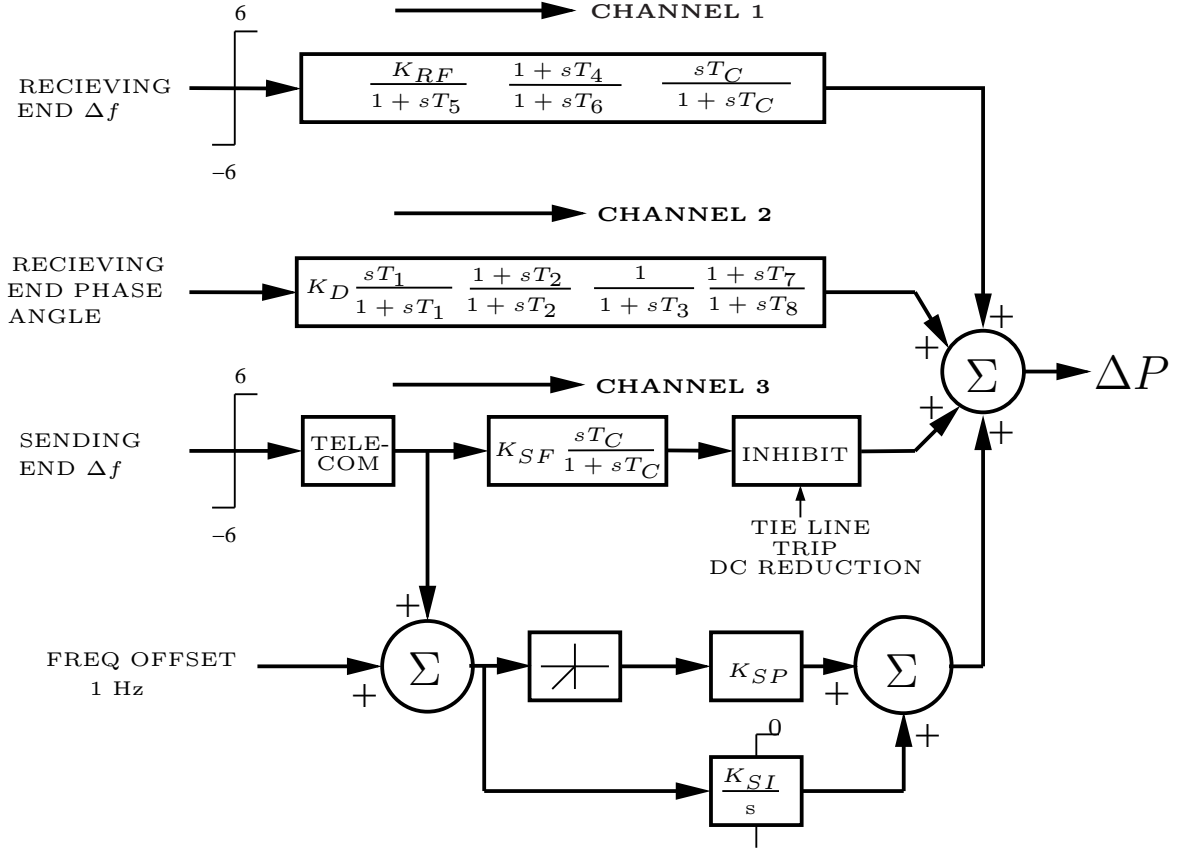 6
CHANNEL 1
RECIEVING
END Δf
K_RF / 1 + sT_5   1 + sT_4 / 1 + sT_6   sT_C / 1 + sT_C
–6
CHANNEL 2
RECIEVING
END PHASE
ANGLE
K_D sT_1 / 1 + sT_1   1 + sT_2 / 1 + sT_2   1 / 1 + sT_3   1 + sT_7 / 1 + sT_8
+
+
Σ
ΔP
+
+
6
CHANNEL 3
SENDING
END Δf
TELE-
COM
K_SF sT_C / 1 + sT_C
INHIBIT
–6
TIE LINE
TRIP
DC REDUCTION
+
FREQ OFFSET
1 Hz
+
Σ
K_SP
+
Σ
+
0
K_SI / s